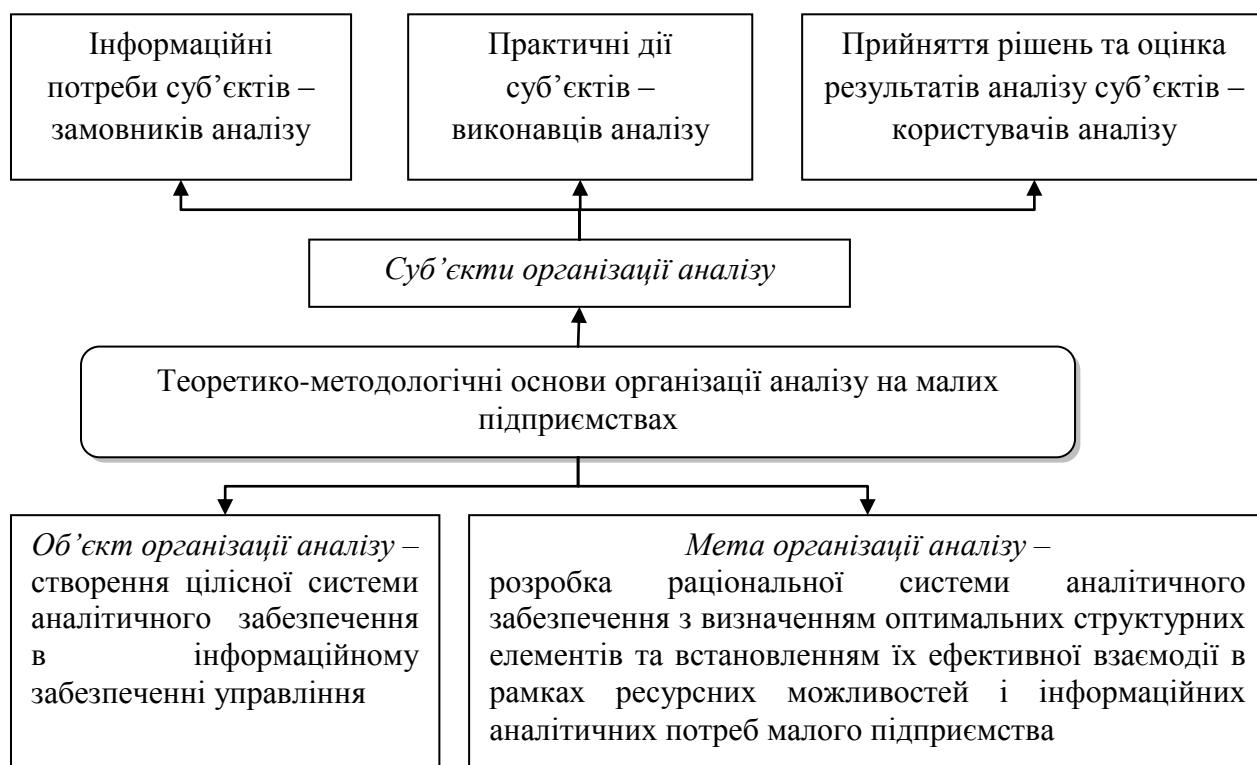 Інформаційні
потреби суб’єктів –
замовників аналізу
Практичні дії
суб’єктів –
виконавців аналізу
Прийняття рішень та оцінка
результатів аналізу суб’єктів –
користувачів аналізу
Суб’єкти організації аналізу
Теоретико-методологічні основи організації аналізу на малих
підприємствах
Об’єкт організації аналізу –
створення цілісної системи
аналітичного забезпечення
в інформаційному
забезпеченні управління
Мета організації аналізу –
розробка раціональної системи аналітичного
забезпечення з визначенням оптимальних структурних
елементів та встановленням їх ефективної взаємодії в
рамках ресурсних можливостей і інформаційних
аналітичних потреб малого підприємства